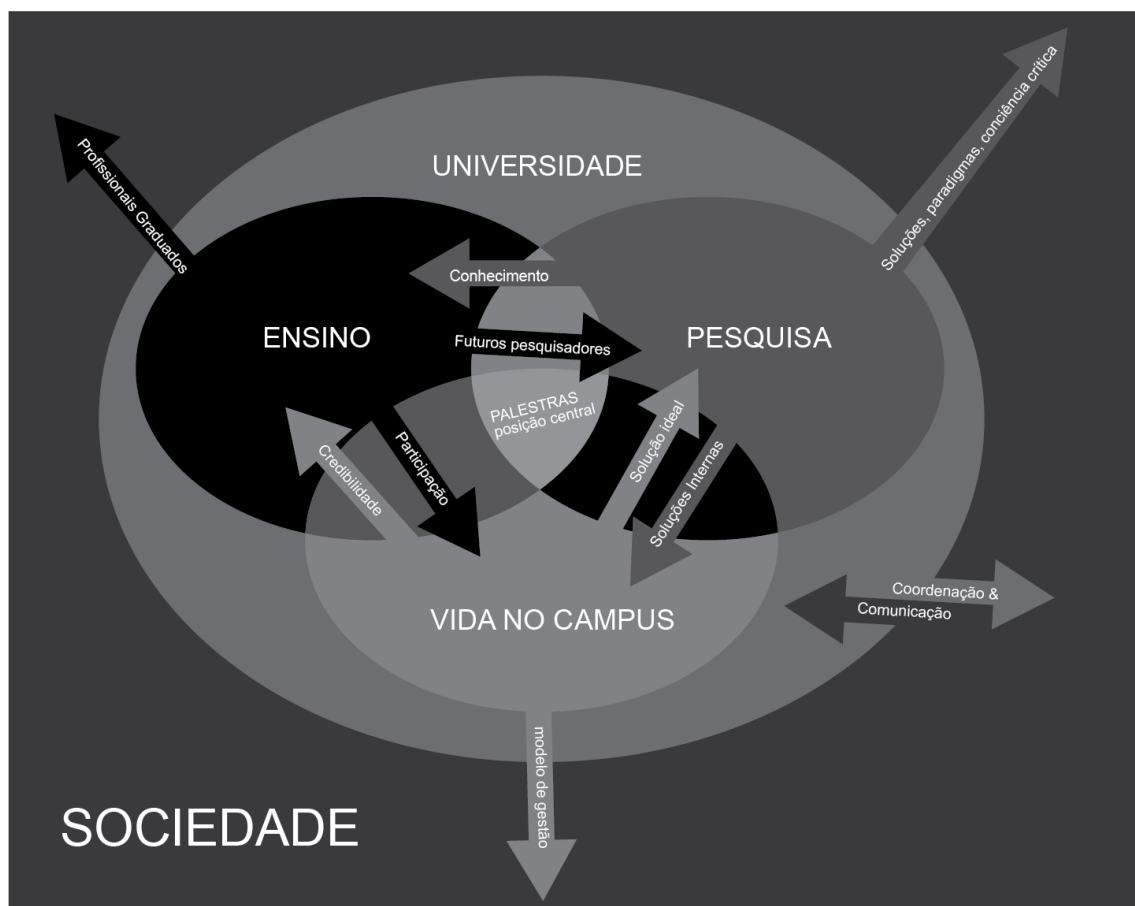 Soluções, paradigmas, conciência crítica
Profissionais Graduados
UNIVERSIDADE
Conhecimento
ENSINO
Futuros pesquisadores
PESQUISA
PALESTRAS
posição central
Credibilidade
Participação
Solução ideal
Soluções Internas
Coordenação &
Comunicação
VIDA NO CAMPUS
modelo de gestão
SOCIEDADE